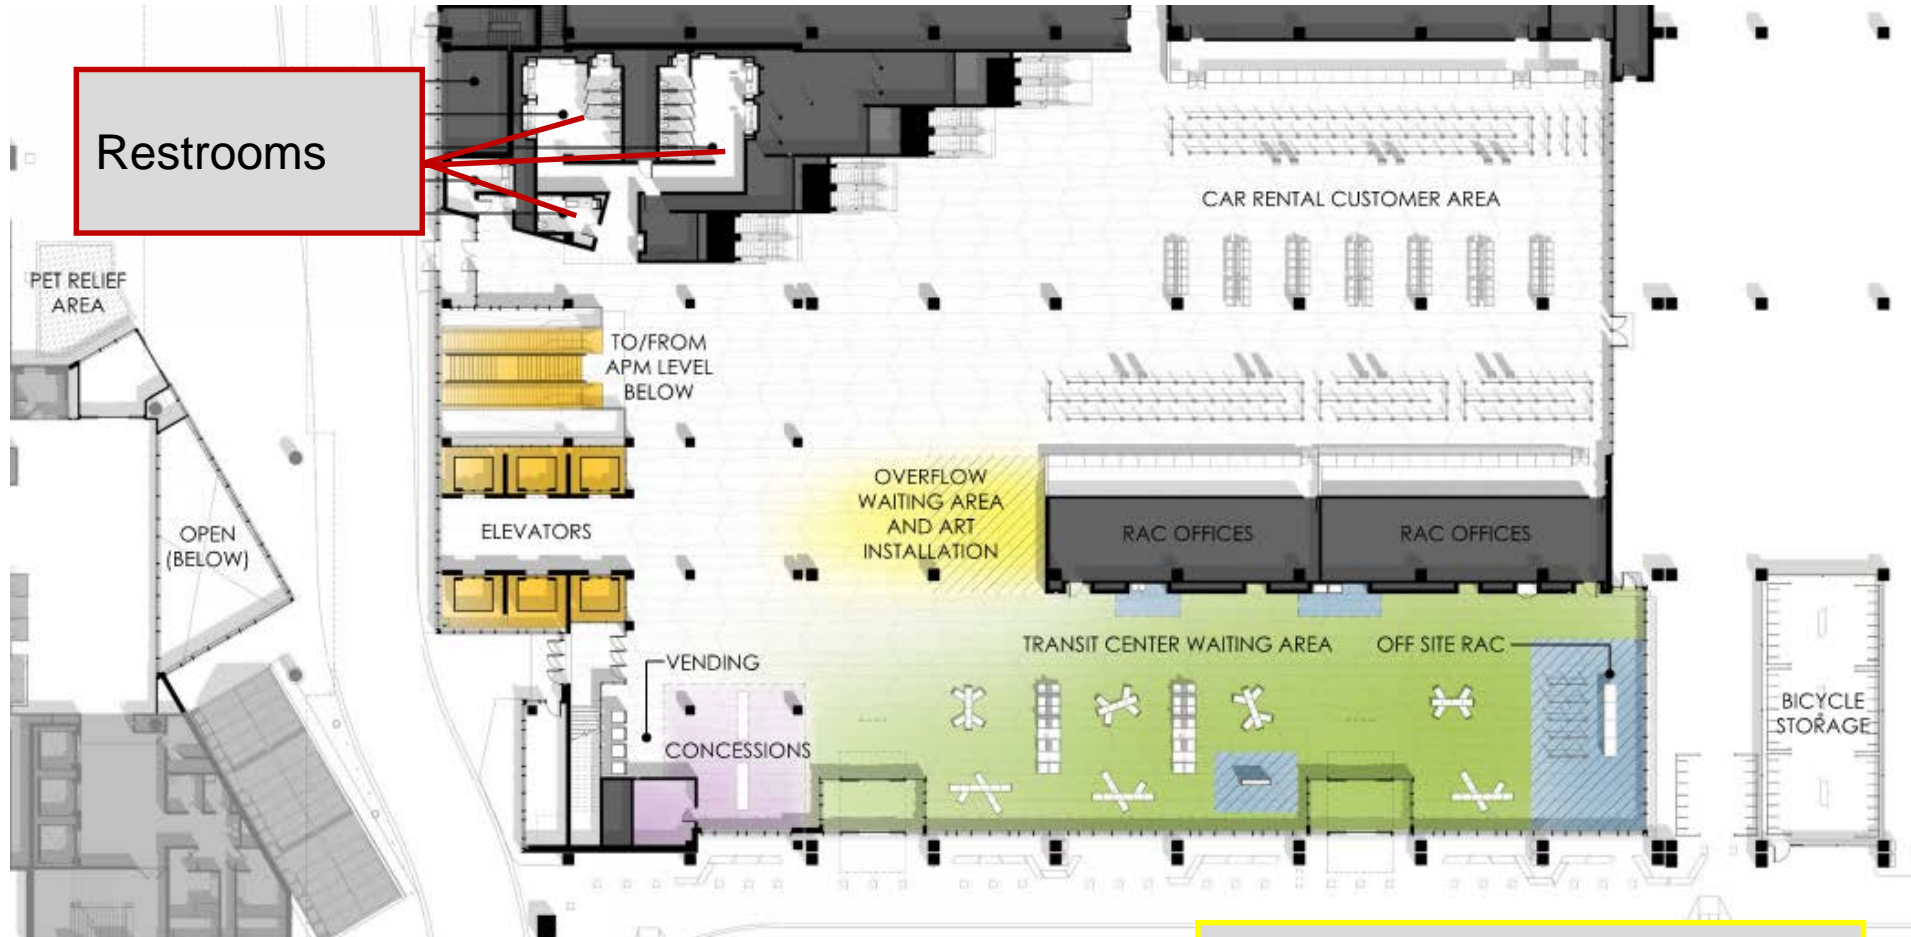 Restrooms
CAR RENTAL CUSTOMER AREA
PET RELIEF
AREA
TO/FROM
APM LEVEL
BELOW
OVERFLOW
WAITING AREA
AND ART
INSTALLATION
OPEN
(BELOW)
ELEVATORS
RAC OFFICES
RAC OFFICES
TRANSIT CENTER WAITING AREA
OFF SITE RAC
VENDING
CONCESSIONS
BICYCLE
STORAGE